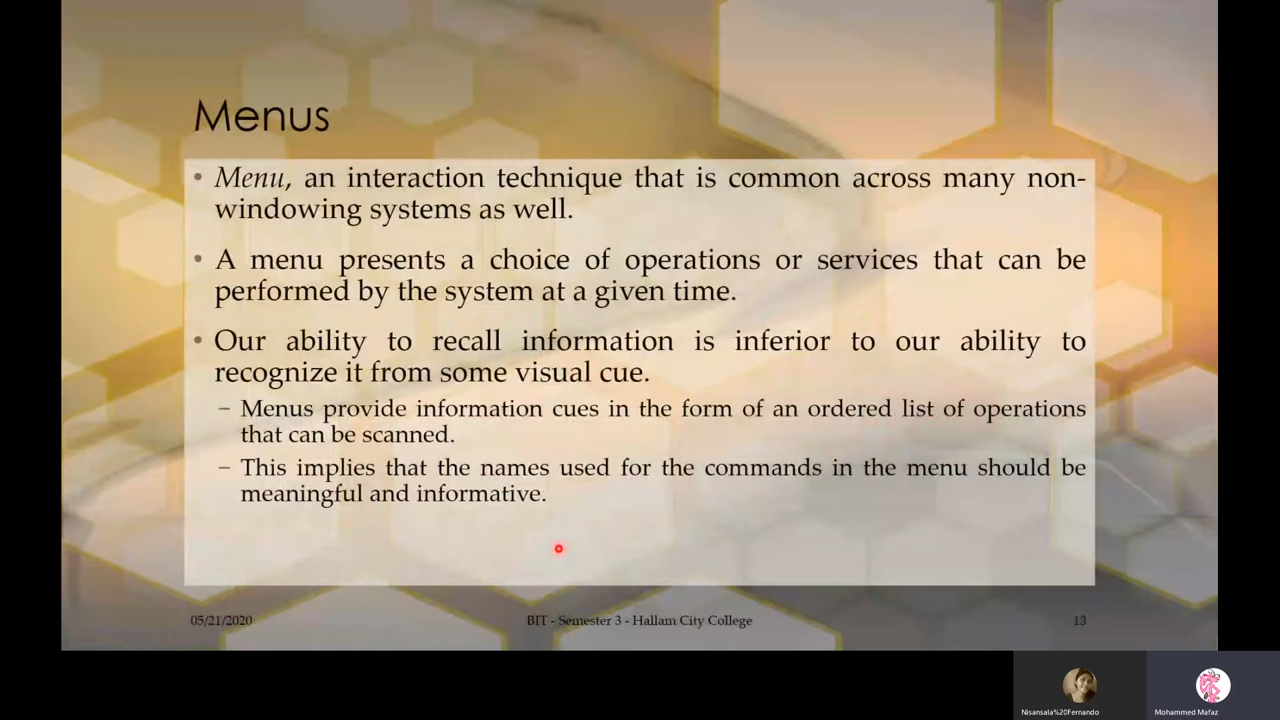 Menus
• Menu, an interaction technique that is common across many non-
windowing systems as well.
• A menu presents a choice of operations or services that can be
performed by the system at a given time.
• Our ability to recall information is inferior to our ability to
recognize it from some visual cue.
– Menus provide information cues in the form of an ordered list of operations
that can be scanned.
– This implies that the names used for the commands in the menu should be
meaningful and informative.
05/21/2020
BIT - Semester 3 - Hallam City College
13
Nisansala%20Fernando
Mohammed Mafaz